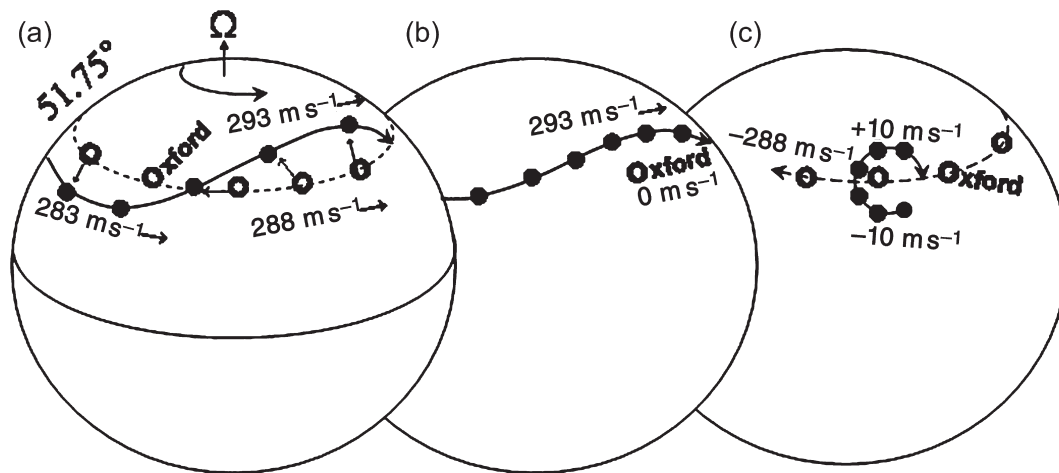 (a)
Ω
51.75°
Oxford
293 m s⁻¹
283 m s⁻¹
288 m s⁻¹
(b)
293 m s⁻¹
Oxford
0 m s⁻¹
(c)
+10 m s⁻¹
–288 m s⁻¹
Oxford
–10 m s⁻¹